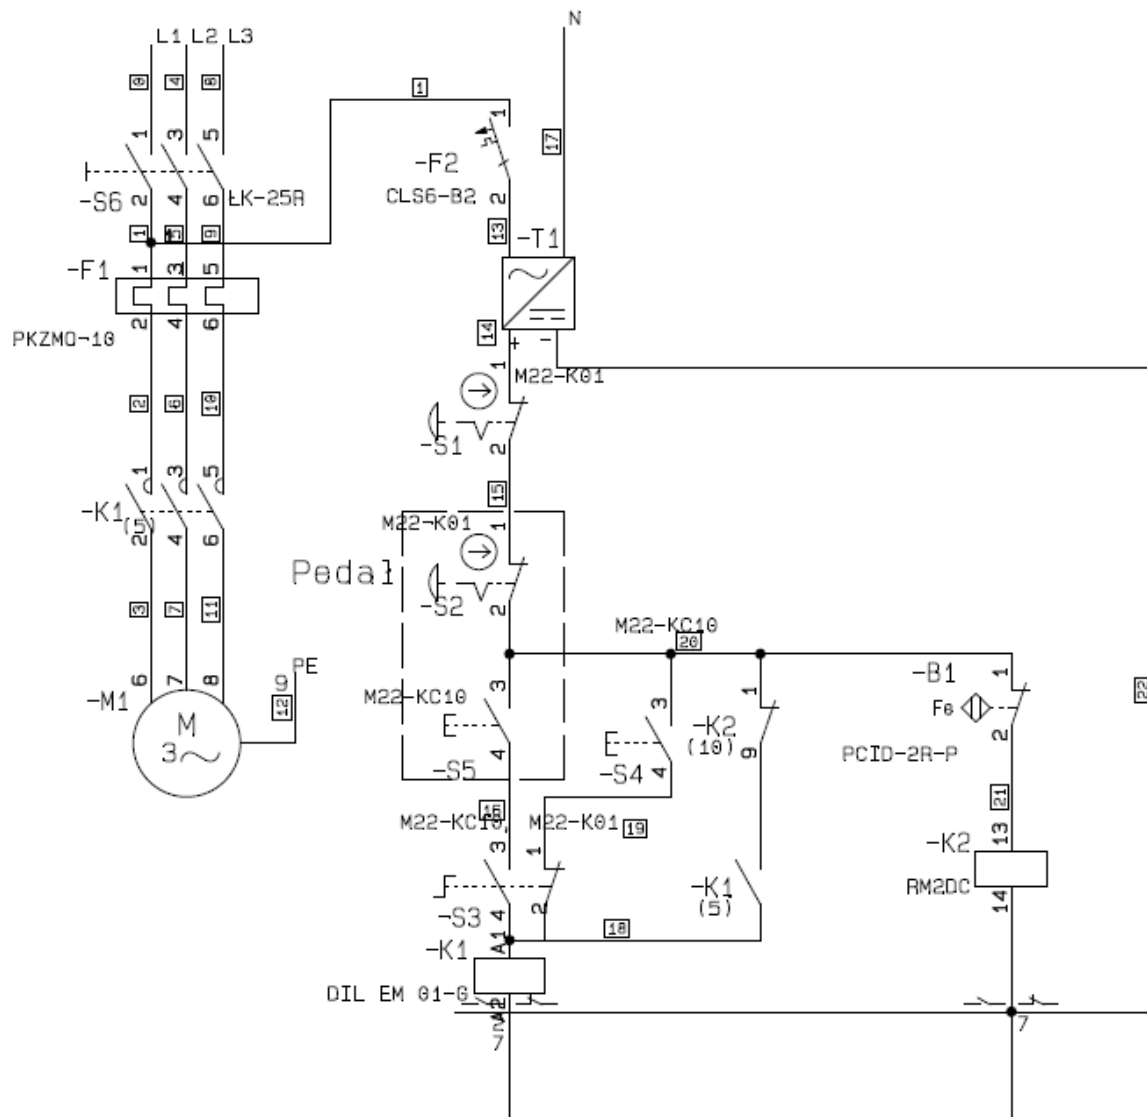 N
L1 L2 L3
0 4 8
1
1 3 5
1
17
-F2
CLS6-B2
-S6
2 4 6 ŁK-25R
2
1 5 9
13
-T1
-F1
1 3 5
2 4 6
PKZMO-10
14
+ -
1
M22-K01
2 6 10
-S1
2
1 3 5
15
-K1
(5)
2 4 6
M22-K01
1
Pedal
-S2
2
3 7 11
M22-KC10
20
PE
-M1
6 7 8
9
12
M
3
M22-KC10
3
3
1
-B1
1
22
Fe
-K2
(10)
4
-S5
-S4
4
9
PCID-2R-P
2
16
21
M22-KC10
M22-K01
19
3
1
13
-K2
RM2DC
-K1
(5)
14
-S3
4
2
18
-K1
A1
DIL EM 01-G
A2
7
7